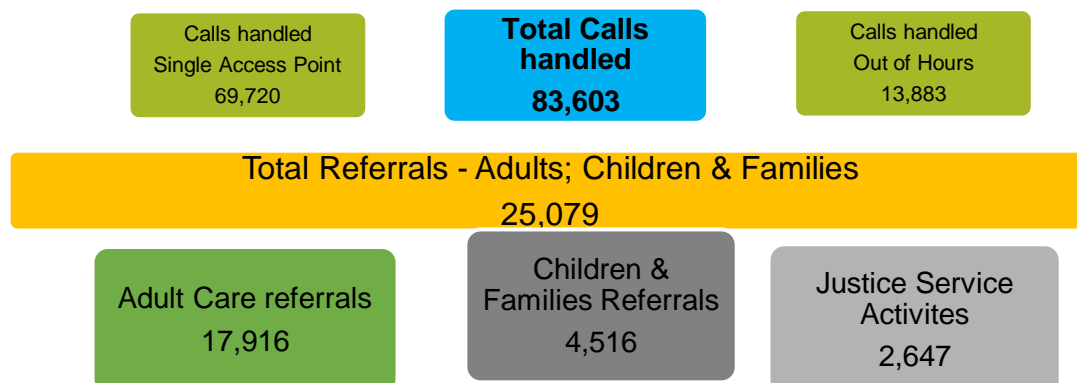 Calls handled
Single Access Point
69,720
Total Calls
handled
83,603
Calls handled
Out of Hours
13,883
Total Referrals - Adults; Children & Families
25,079
Adult Care referrals
17,916
Children &
Families Referrals
4,516
Justice Service
Activites
2,647